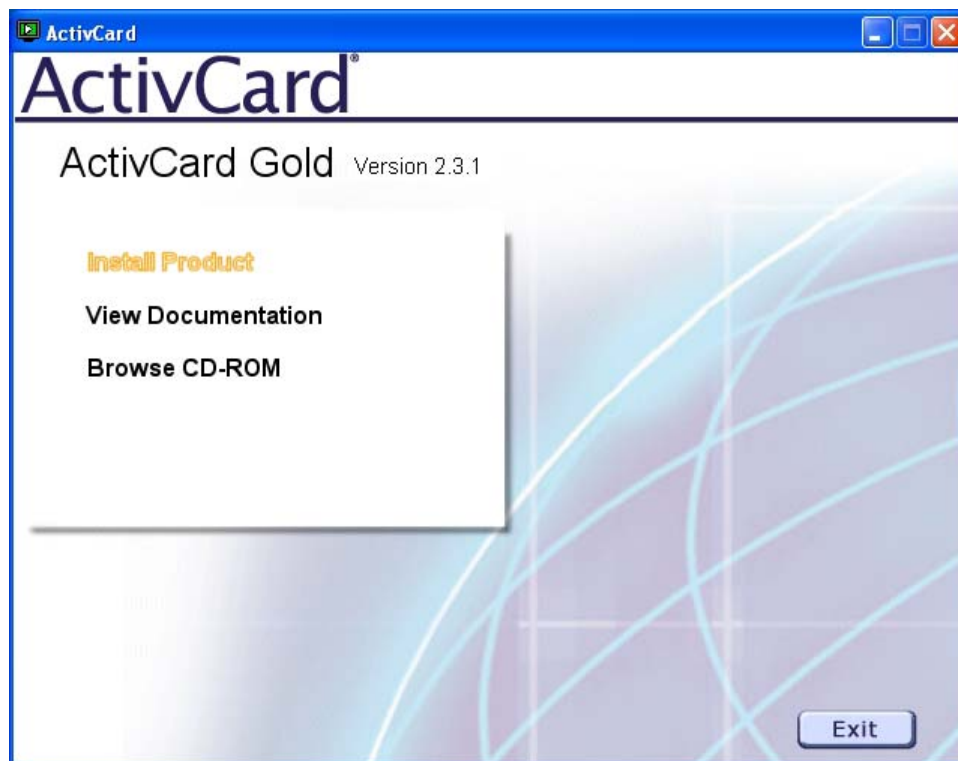 ActivCard
ActivCard®
ActivCard Gold Version 2.3.1
Install Product
View Documentation
Browse CD-ROM
Exit